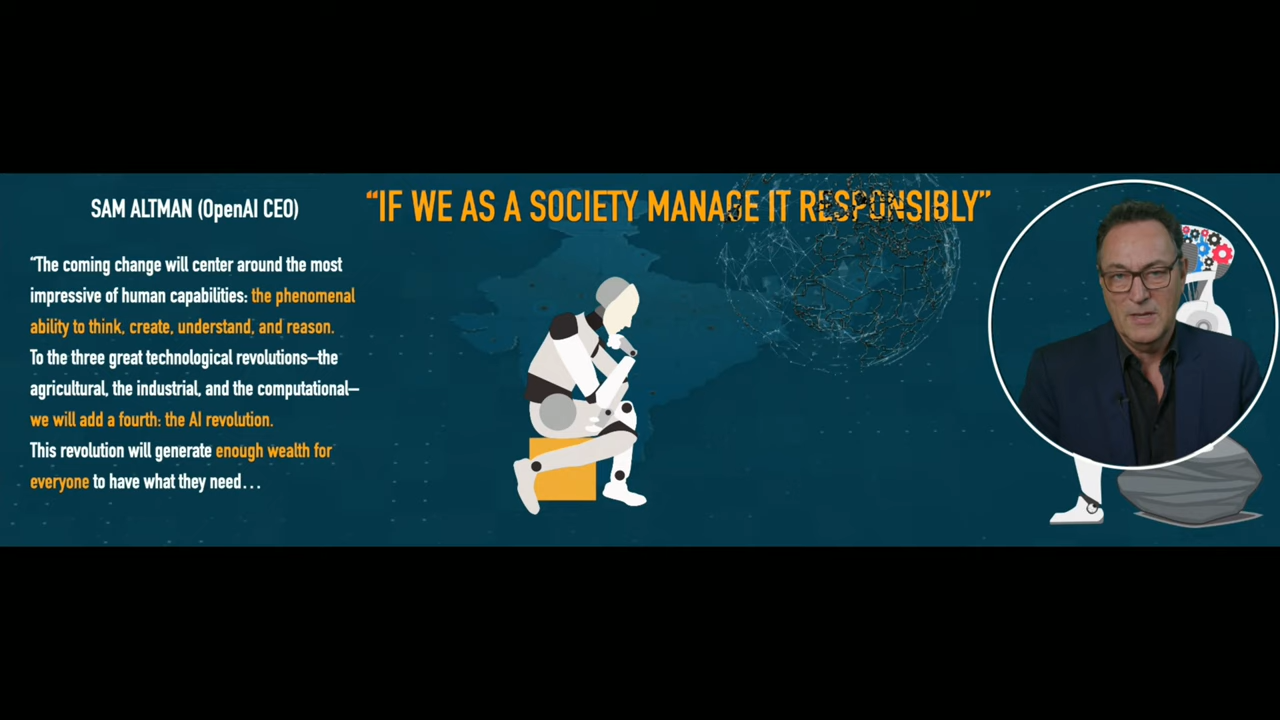 SAM ALTMAN (OpenAI CEO)
“IF WE AS A SOCIETY MANAGE IT RESPONSIBLY”
“The coming change will center around the most
impressive of human capabilities: the phenomenal
ability to think, create, understand, and reason.
To the three great technological revolutions—the
agricultural, the industrial, and the computational—
we will add a fourth: the AI revolution.
This revolution will generate enough wealth for
everyone to have what they need...